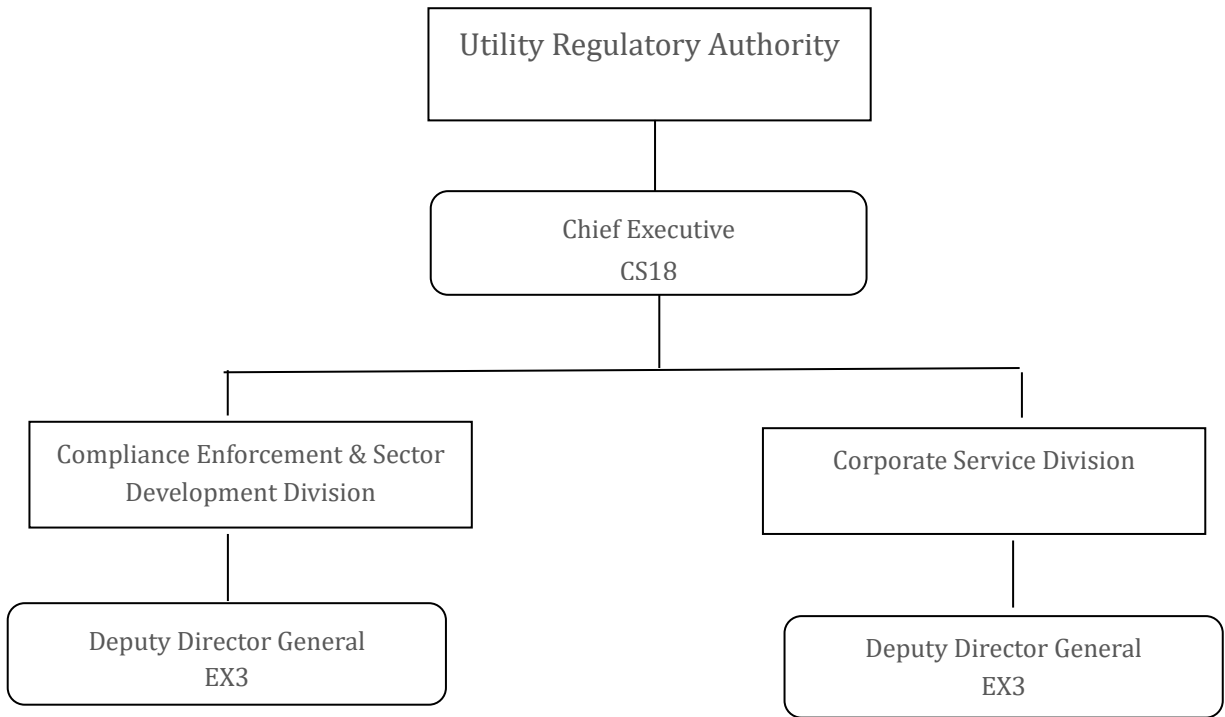 Utility Regulatory Authority
Chief Executive
CS18
Compliance Enforcement & Sector
Development Division
Corporate Service Division
Deputy Director General
EX3
Deputy Director General
EX3